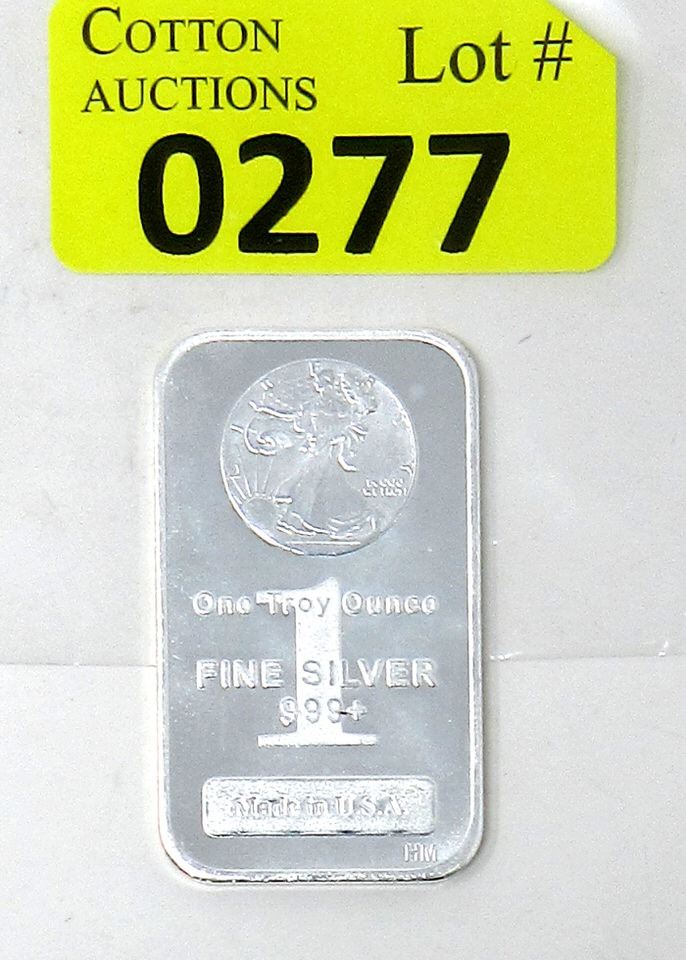 COTTON
AUCTIONS
Lot #
0277
One Troy Ounce
1
FINE SILVER
999+
Made in U.S.A.
HM